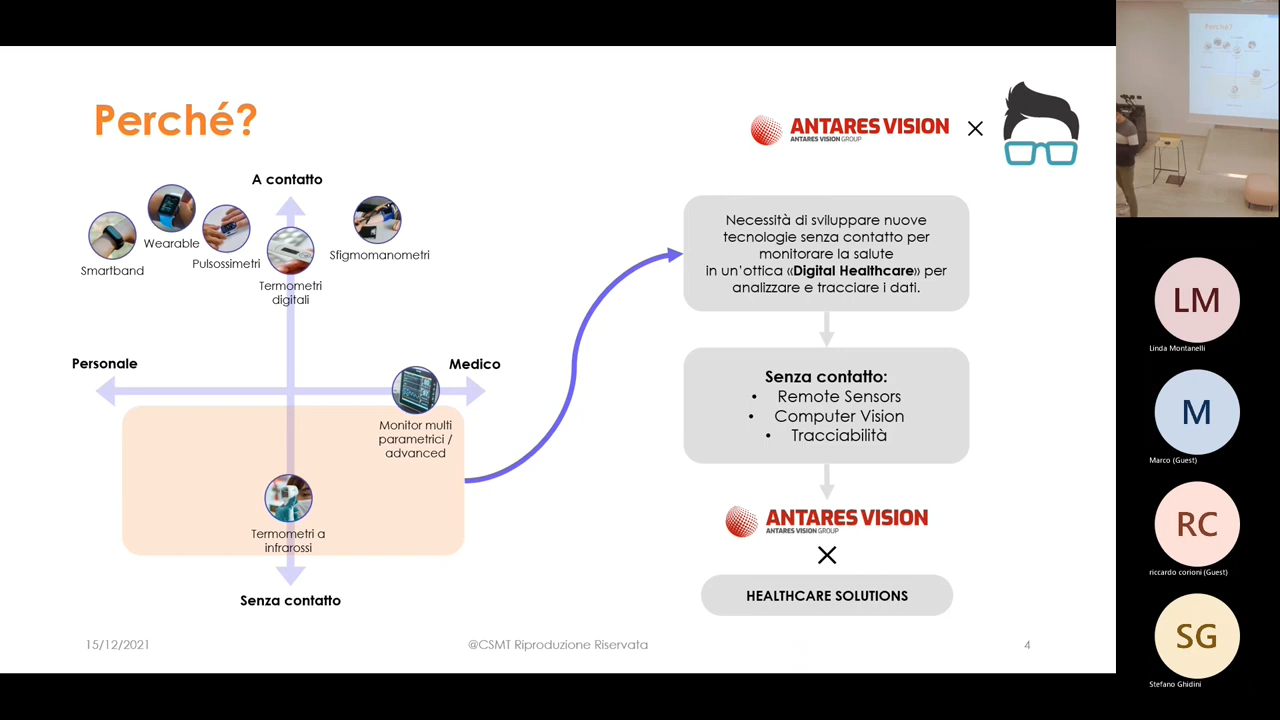 Perché?
ANTARES VISION
ANTARES VISION GROUP
A contatto
Smartband
Wearable
Pulsossimetri
Termometri
digitali
Sfigmomanometri
Personale
Medico
Monitor multi
parametrici /
advanced
Termometri a
infrarossi
Senza contatto
Necessità di sviluppare nuove
tecnologie senza contatto per
monitorare la salute
in un'ottica «Digital Healthcare» per
analizzare e tracciare i dati.
Senza contatto:
• Remote Sensors
• Computer Vision
• Tracciabilità
ANTARES VISION
ANTARES VISION GROUP
HEALTHCARE SOLUTIONS
15/12/2021
@CSMT Riproduzione Riservata
4
Perché?
LM
Linda Montanelli
M
Marco (Guest)
RC
riccardo corioni (Guest)
SG
Stefano Ghidini